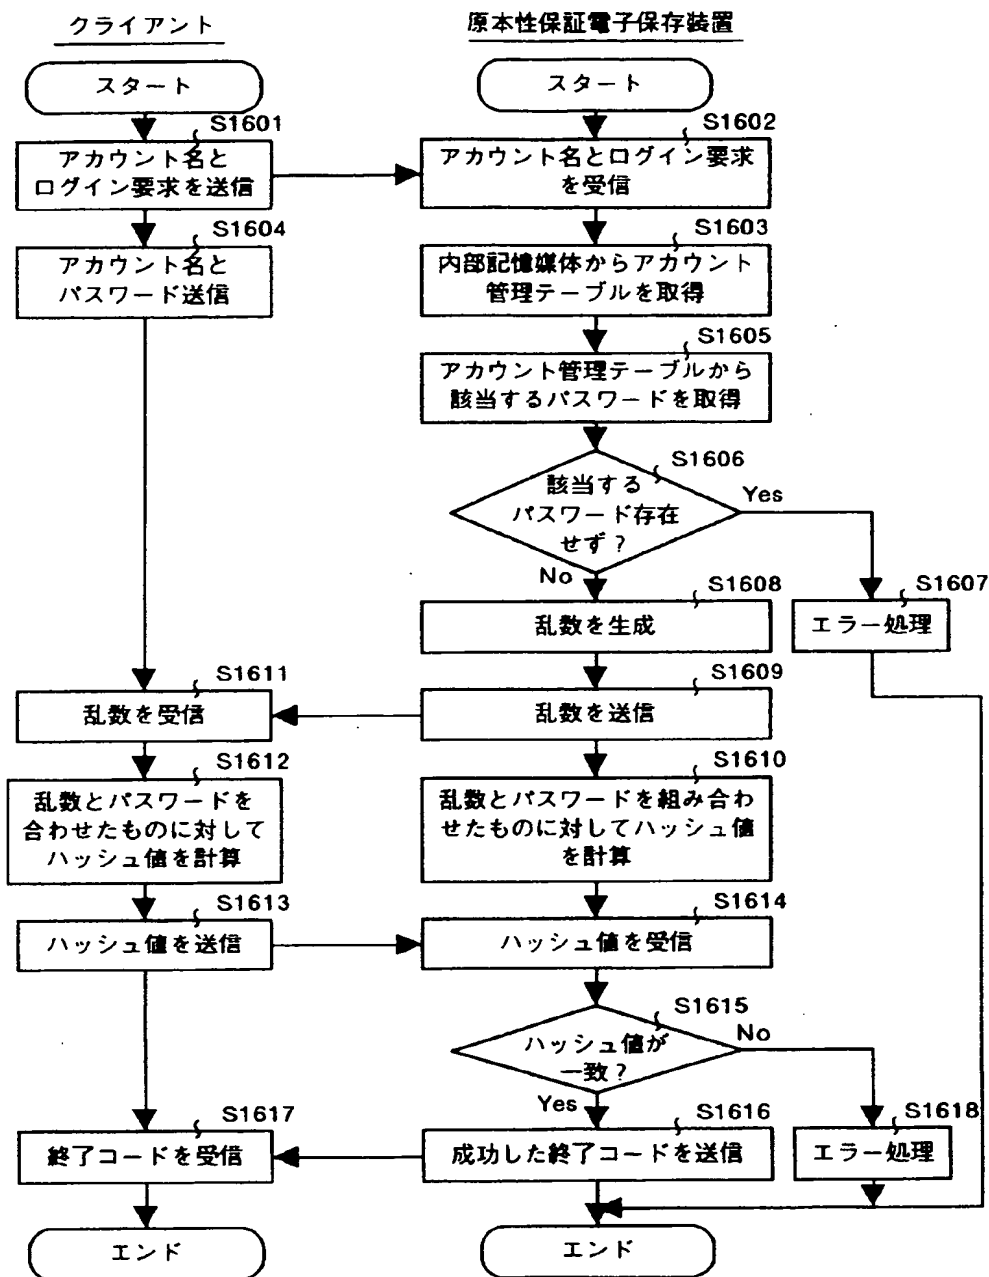 クライアント
原本性保証電子保存装置
スタート
スタート
S1601
アカウント名と
ログイン要求を送信
S1602
アカウント名とログイン要求
を受信
S1604
アカウント名と
パスワード送信
S1603
内部記憶媒体からアカウント
管理テーブルを取得
S1605
アカウント管理テーブルから
該当するパスワードを取得
S1606
該当する
パスワード存在
せず?
Yes
No
S1608
乱数を生成
S1607
エラー処理
S1611
乱数を受信
S1609
乱数を送信
S1612
乱数とパスワードを
合わせたものに対して
ハッシュ値を計算
S1610
乱数とパスワードを組み合わ
せたものに対してハッシュ値
を計算
S1613
ハッシュ値を送信
S1614
ハッシュ値を受信
S1615
ハッシュ値が
一致?
No
Yes
S1617
終了コードを受信
S1616
成功した終了コードを送信
S1618
エラー処理
エンド
エンド